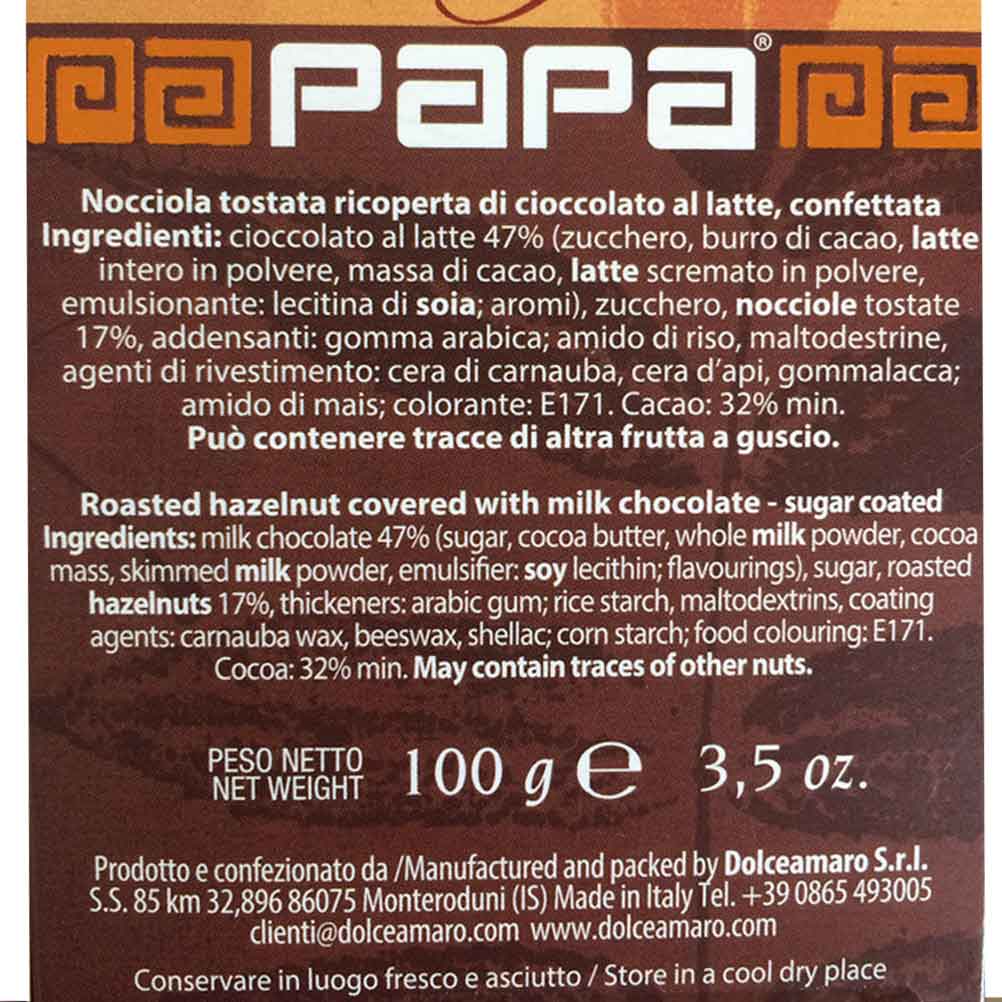 PAPA®
Nocciola tostata ricoperta di cioccolato al latte, confettata
Ingredienti: cioccolato al latte 47% (zucchero, burro di cacao, latte
intero in polvere, massa di cacao, latte scremato in polvere,
emulsionante: lecitina di soia; aromi), zucchero, nocciole tostate
17%, addensanti: gomma arabica; amido di riso, maltodestrine,
agenti di rivestimento: cera di carnauba, cera d'api, gommalacca;
amido di mais; colorante: E171. Cacao: 32% min.
Può contenere tracce di altra frutta a guscio.
Roasted hazelnut covered with milk chocolate - sugar coated
Ingredients: milk chocolate 47% (sugar, cocoa butter, whole milk powder, cocoa
mass, skimmed milk powder, emulsifier: soy lecithin; flavourings), sugar, roasted
hazelnuts 17%, thickeners: arabic gum; rice starch, maltodextrins, coating
agents: carnauba wax, beeswax, shellac; corn starch; food colouring: E171.
Cocoa: 32% min. May contain traces of other nuts.
PESO NETTO
NET WEIGHT 100 g ℮ 3,5 oz.
Prodotto e confezionato da /Manufactured and packed by Dolceamaro S.r.l.
S.S. 85 km 32,896 86075 Monteroduni (IS) Made in Italy Tel. +39 0865 493005
clienti@dolceamaro.com www.dolceamaro.com
Conservare in luogo fresco e asciutto / Store in a cool dry place